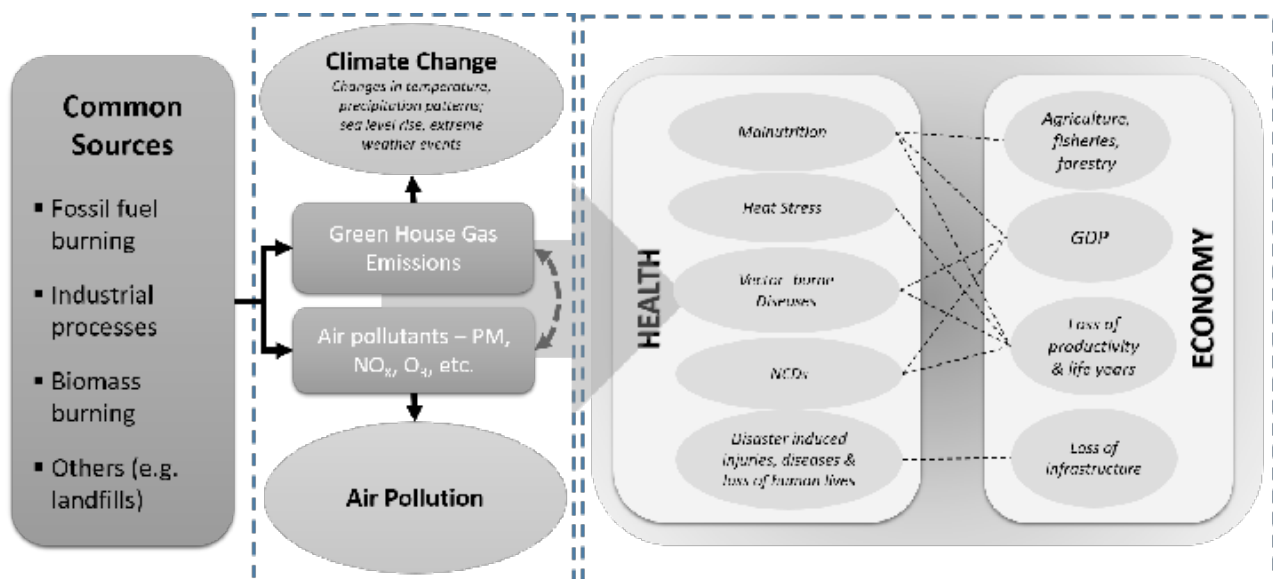 Common
Sources
▪ Fossil fuel
burning
▪ Industrial
processes
▪ Biomass
burning
▪ Others (e.g.
landfills)
Climate Change
Changes in temperature,
precipitation patterns;
sea level rise, extreme
weather events
Green House Gas
Emissions
Air pollutants – PM,
NOₓ, O₃, etc.
Air Pollution
HEALTH
Malnutrition
Heat Stress
Vector-borne
Diseases
NCDs
Disaster induced
injuries, diseases &
loss of human lives
Agriculture,
fisheries,
forestry
GDP
Loss of
productivity
& life years
Loss of
infrastructure
ECONOMY